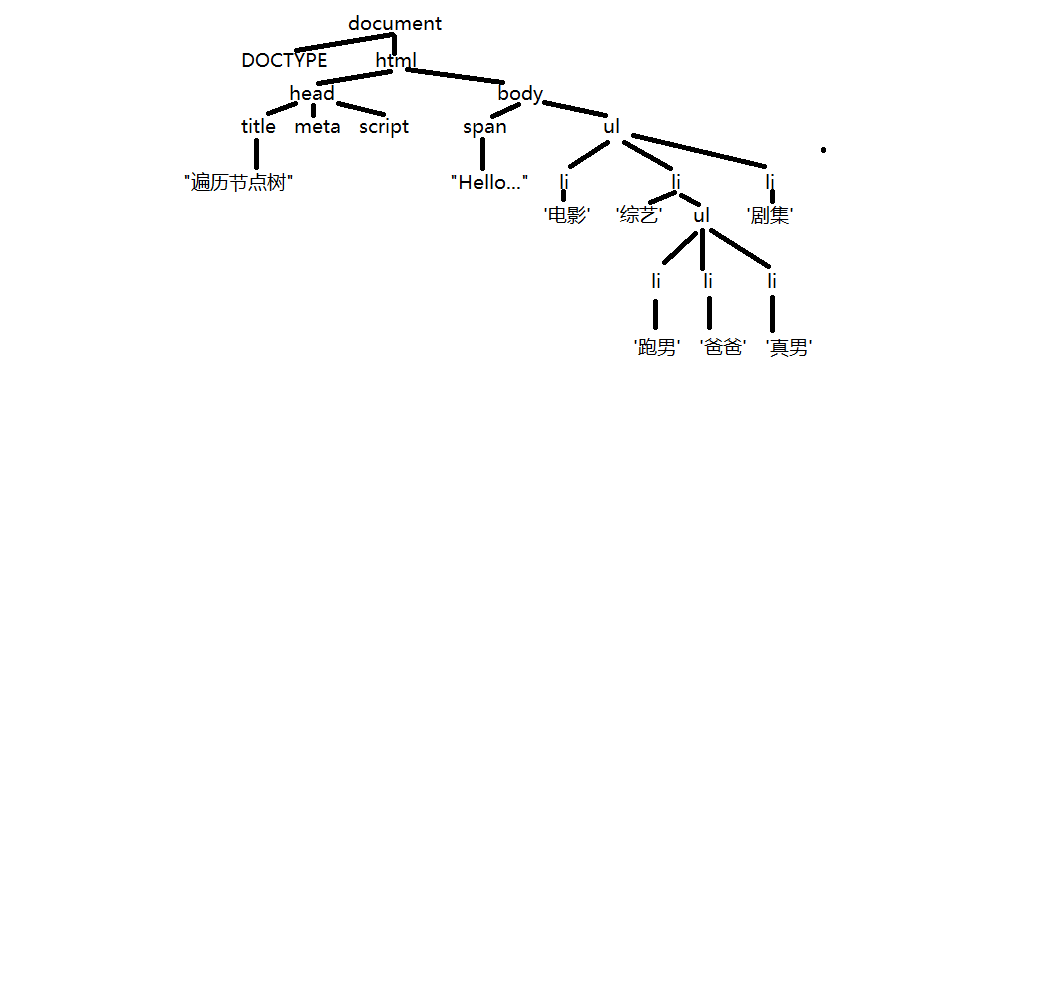 document
DOCTYPE html
head body
title meta script span ul
"遍历节点树" "Hello..." li li li
'电影' '综艺' ul '剧集'
li li li
'跑男' '爸爸' '真男'